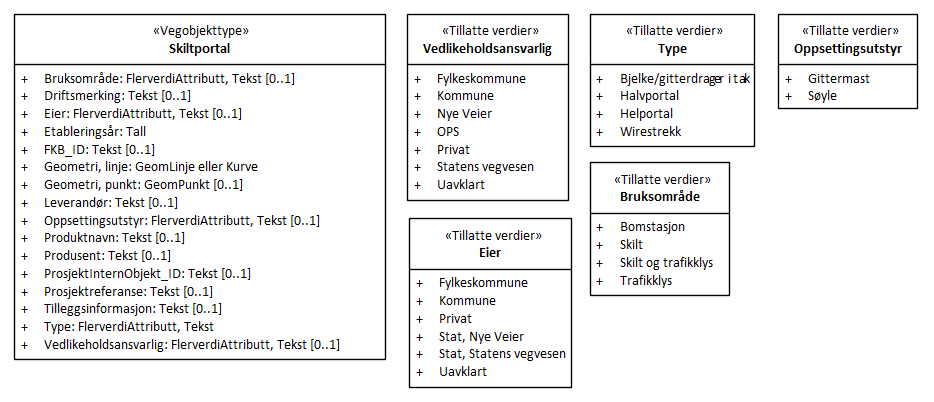 «Vegobjekttype»
Skiltportal
+ Bruksområde: FlerverdiAttributt, Tekst [0..1]
+ Driftsmerking: Tekst [0..1]
+ Eier: FlerverdiAttributt, Tekst [0..1]
+ Etableringsår: Tall
+ FKB_ID: Tekst [0..1]
+ Geometri, linje: GeomLinje eller Kurve
+ Geometri, punkt: GeomPunkt [0..1]
+ Leverandør: Tekst [0..1]
+ Oppsettingsutstyr: FlerverdiAttributt, Tekst [0..1]
+ Produktnavn: Tekst [0..1]
+ Produsent: Tekst [0..1]
+ ProsjektInternObjekt_ID: Tekst [0..1]
+ Prosjektreferanse: Tekst [0..1]
+ Tilleggsinformasjon: Tekst [0..1]
+ Type: FlerverdiAttributt, Tekst
+ Vedlikeholdsansvarlig: FlerverdiAttributt, Tekst [0..1]
«Tillatte verdier»
Vedlikeholdsansvarlig
+ Fylkeskommune
+ Kommune
+ Nye Veier
+ OPS
+ Privat
+ Statens vegvesen
+ Uavklart
«Tillatte verdier»
Eier
+ Fylkeskommune
+ Kommune
+ Privat
+ Stat, Nye Veier
+ Stat, Statens vegvesen
+ Uavklart
«Tillatte verdier»
Type
+ Bjelke/gitterdrager i tak
+ Halvportal
+ Helportal
+ Wirestrekk
«Tillatte verdier»
Bruksområde
+ Bomstasjon
+ Skilt
+ Skilt og trafikklys
+ Trafikklys
«Tillatte verdier»
Oppsettingsutstyr
+ Gittermast
+ Søyle